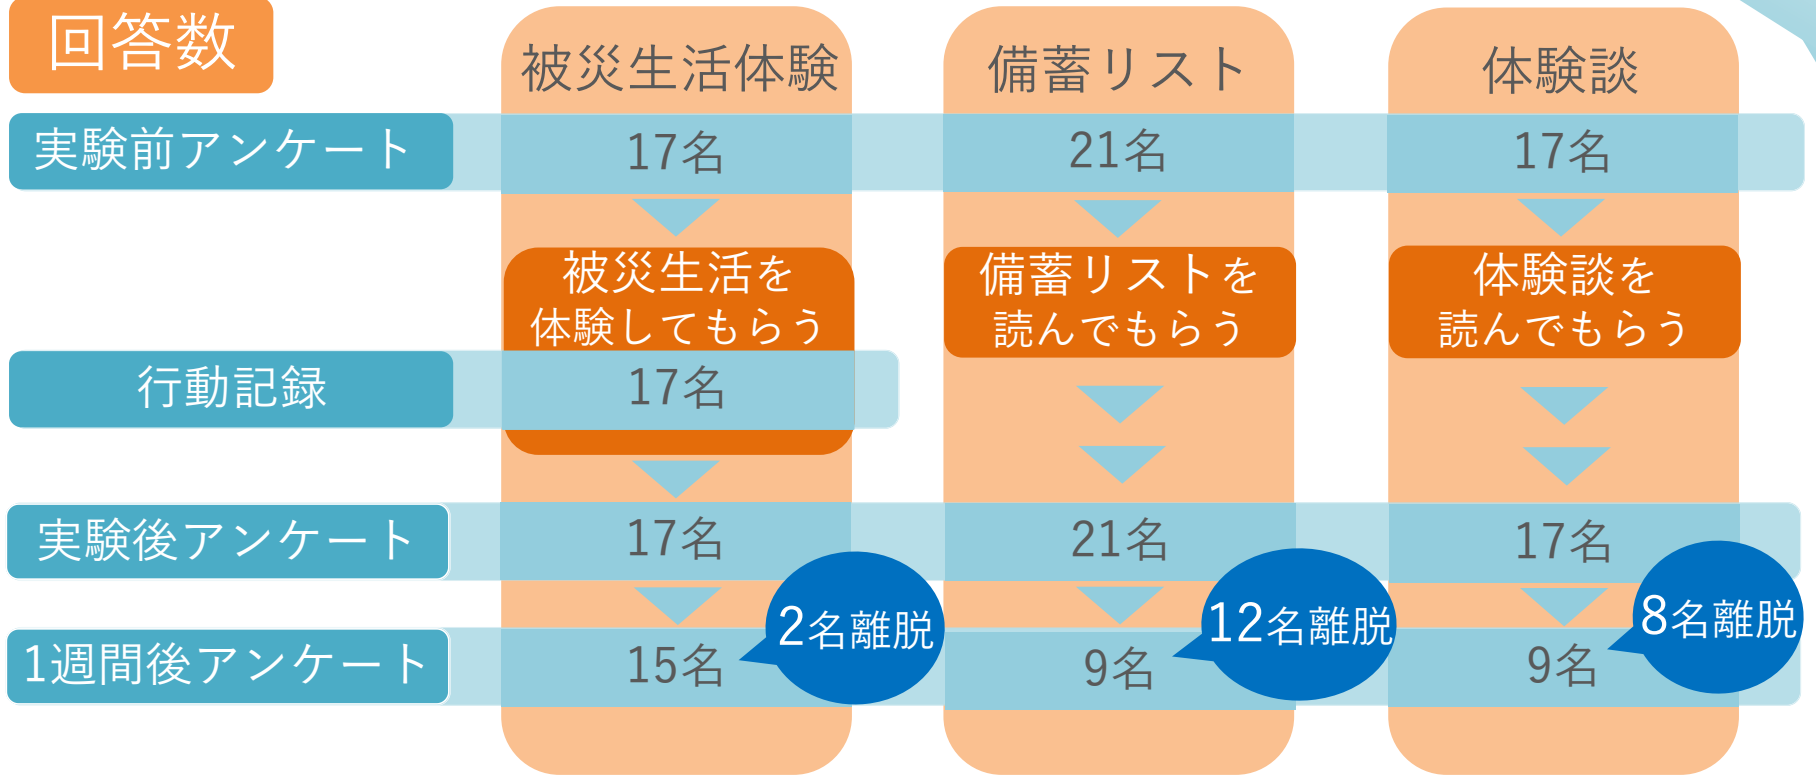 回答数
被災生活体験
備蓄リスト
体験談
実験前アンケート
17名
21名
17名
被災生活を
体験してもらう
備蓄リストを
読んでもらう
体験談を
読んでもらう
行動記録
17名
実験後アンケート
17名
21名
17名
1週間後アンケート
15名
2名離脱
9名
12名離脱
9名
8名離脱